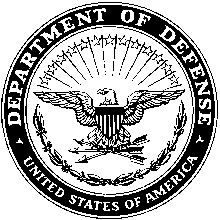 DEPARTMENT OF DEFENSE
UNITED STATES OF AMERICA